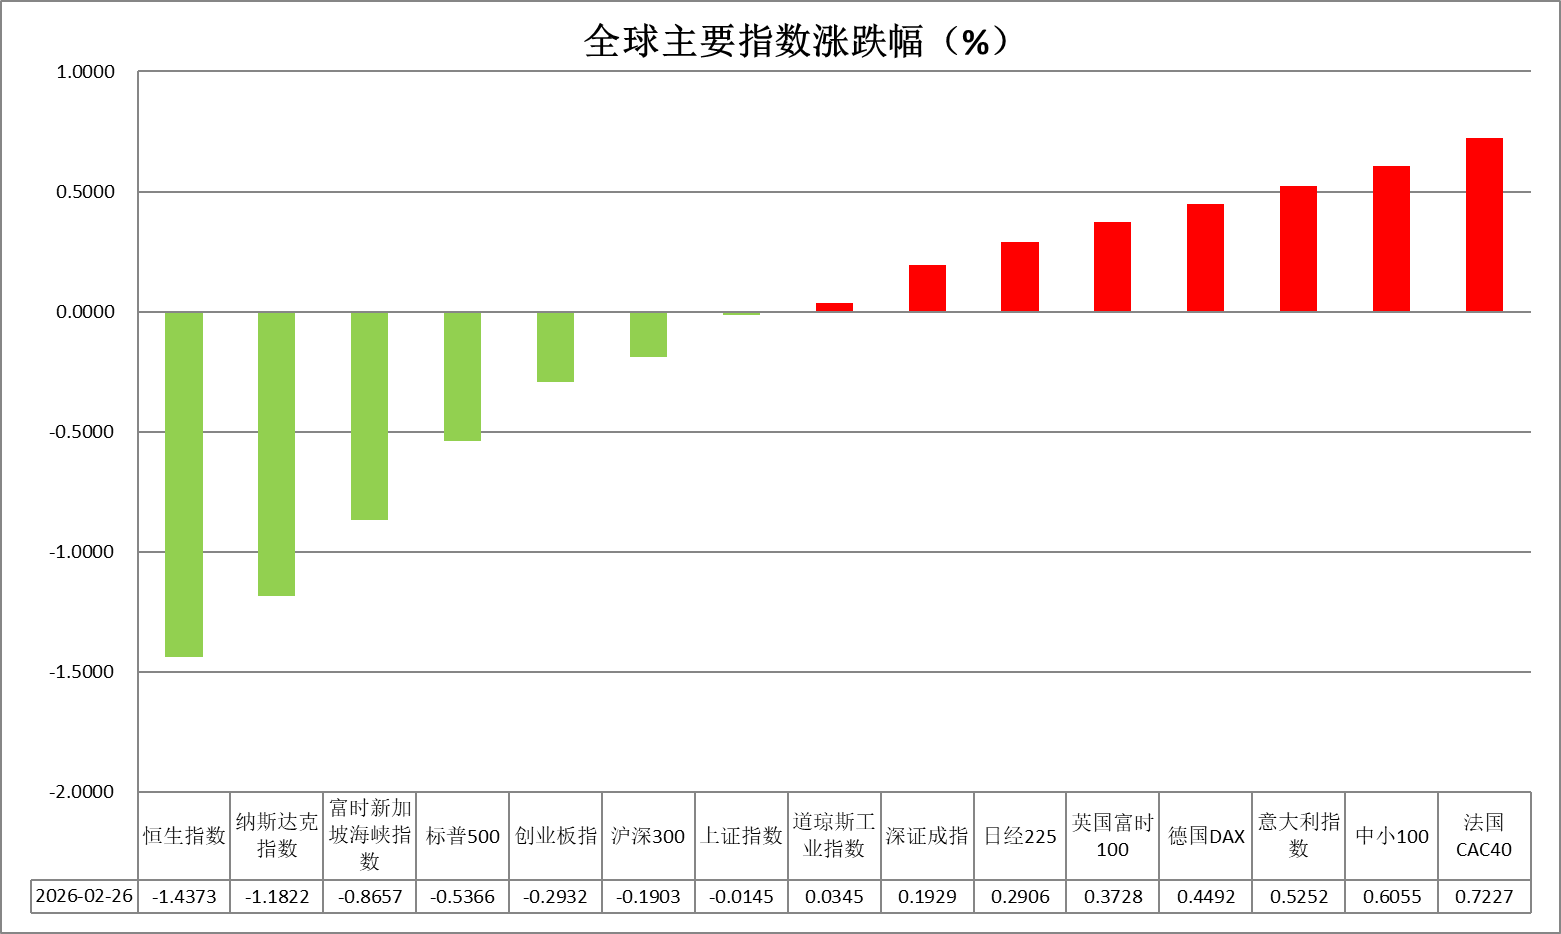 全球主要指数涨跌幅（%）
1.0000
0.5000
0.0000
-0.5000
-1.0000
-1.5000
-2.0000
恒生指数
纳斯达克
指数
富时新加
坡海峡指
数
标普500
创业板指
沪深300
上证指数
道琼斯工
业指数
深证成指
日经225
英国富时
100
德国DAX
意大利指
数
中小100
法国
CAC40
2026-02-26 -1.4373 -1.1822 -0.8657 -0.5366 -0.2932 -0.1903 -0.0145 0.0345 0.1929 0.2906 0.3728 0.4492 0.5252 0.6055 0.7227